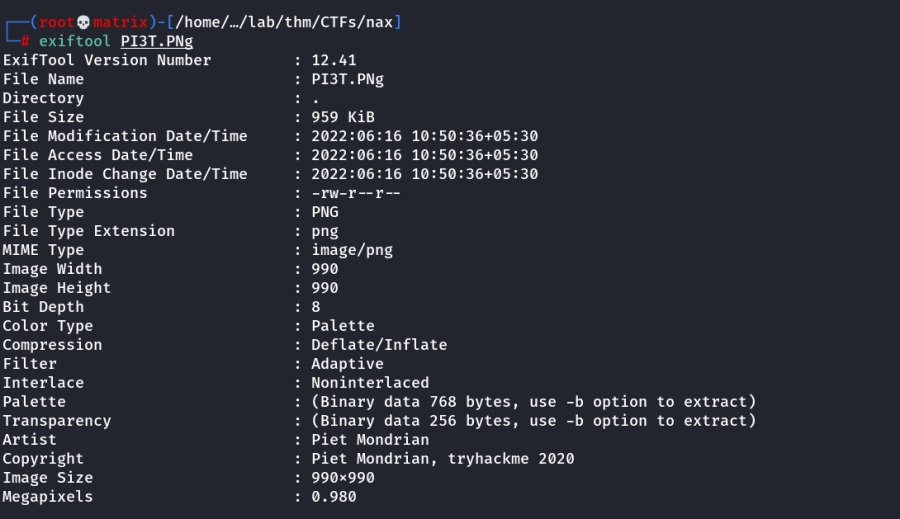 ┌──(root💀matrix)-[/home/…/lab/thm/CTFs/nax]
└─# exiftool PI3T.PNg
ExifTool Version Number         : 12.41
File Name                       : PI3T.PNg
Directory                       : .
File Size                       : 959 KiB
File Modification Date/Time     : 2022:06:16 10:50:36+05:30
File Access Date/Time           : 2022:06:16 10:50:36+05:30
File Inode Change Date/Time     : 2022:06:16 10:50:36+05:30
File Permissions                : -rw-r--r--
File Type                       : PNG
File Type Extension             : png
MIME Type                       : image/png
Image Width                     : 990
Image Height                    : 990
Bit Depth                       : 8
Color Type                      : Palette
Compression                     : Deflate/Inflate
Filter                          : Adaptive
Interlace                       : Noninterlaced
Palette                         : (Binary data 768 bytes, use -b option to extract)
Transparency                    : (Binary data 256 bytes, use -b option to extract)
Artist                          : Piet Mondrian
Copyright                       : Piet Mondrian, tryhackme 2020
Image Size                      : 990×990
Megapixels                      : 0.980